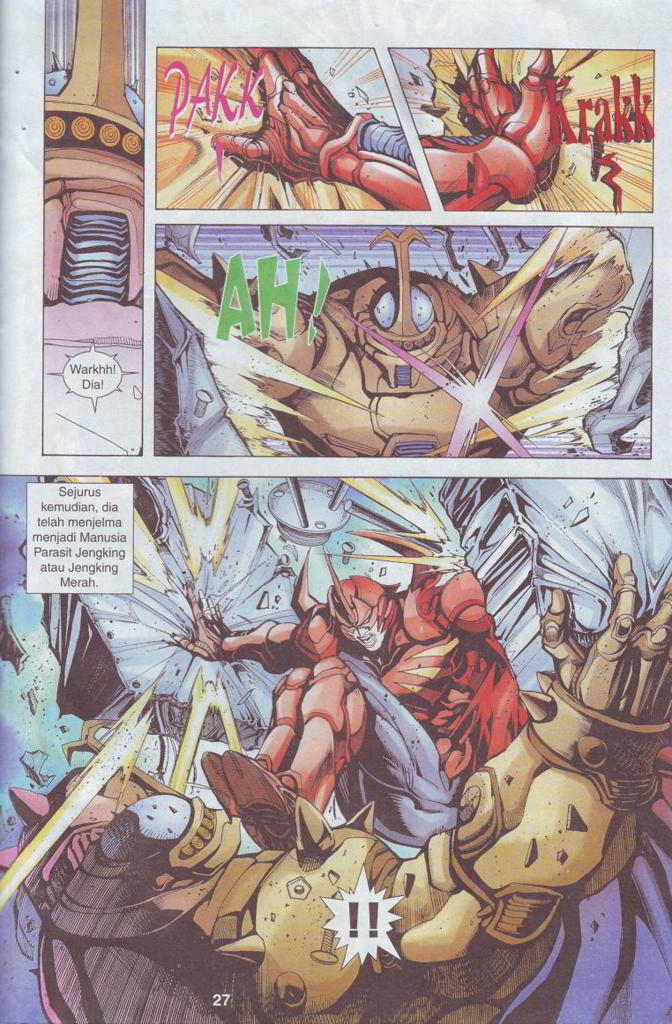 PAKK
Krakk
AH!
Warkhh!
Dia!
Sejurus
kemudian, dia
telah menjelma
menjadi Manusia
Parasit Jengking
atau Jengking
Merah.
!!
27